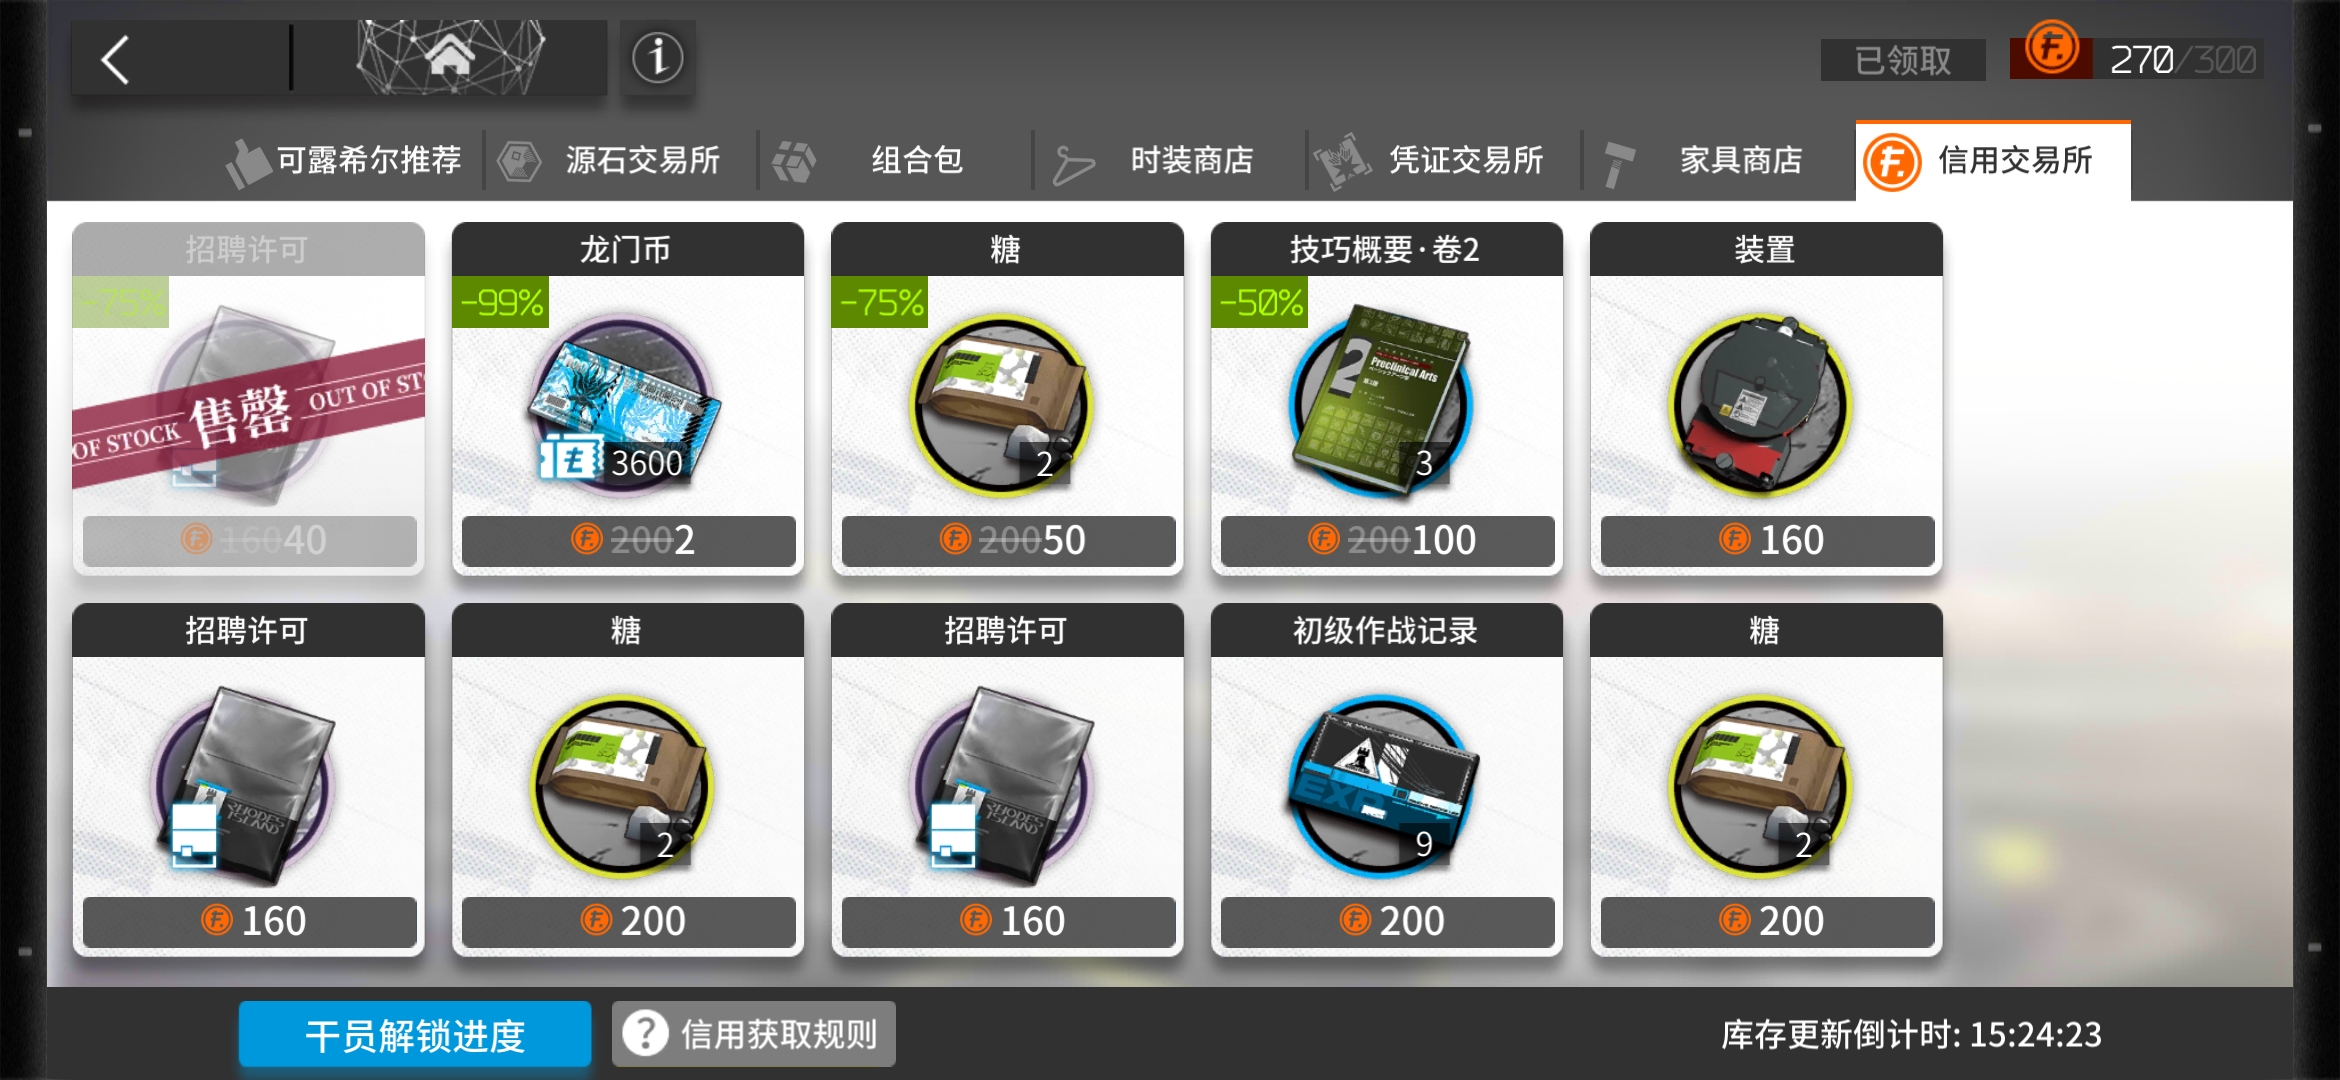 已领取
270/300
可露希尔推荐
源石交易所
组合包
时装商店
凭证交易所
家具商店
信用交易所
招聘许可
-75%
OF STOCK 售罄 OUT OF ST
160 40
龙门币
-99%
3600
200 2
糖
-75%
2
200 50
技巧概要·卷2
-50%
2
Preclinical Arts
3
200 100
装置
160
招聘许可
RHODES ISLAND
160
糖
2
200
招聘许可
RHODES ISLAND
160
初级作战记录
EXP
9
200
糖
2
200
干员解锁进度
? 信用获取规则
库存更新倒计时: 15:24:23